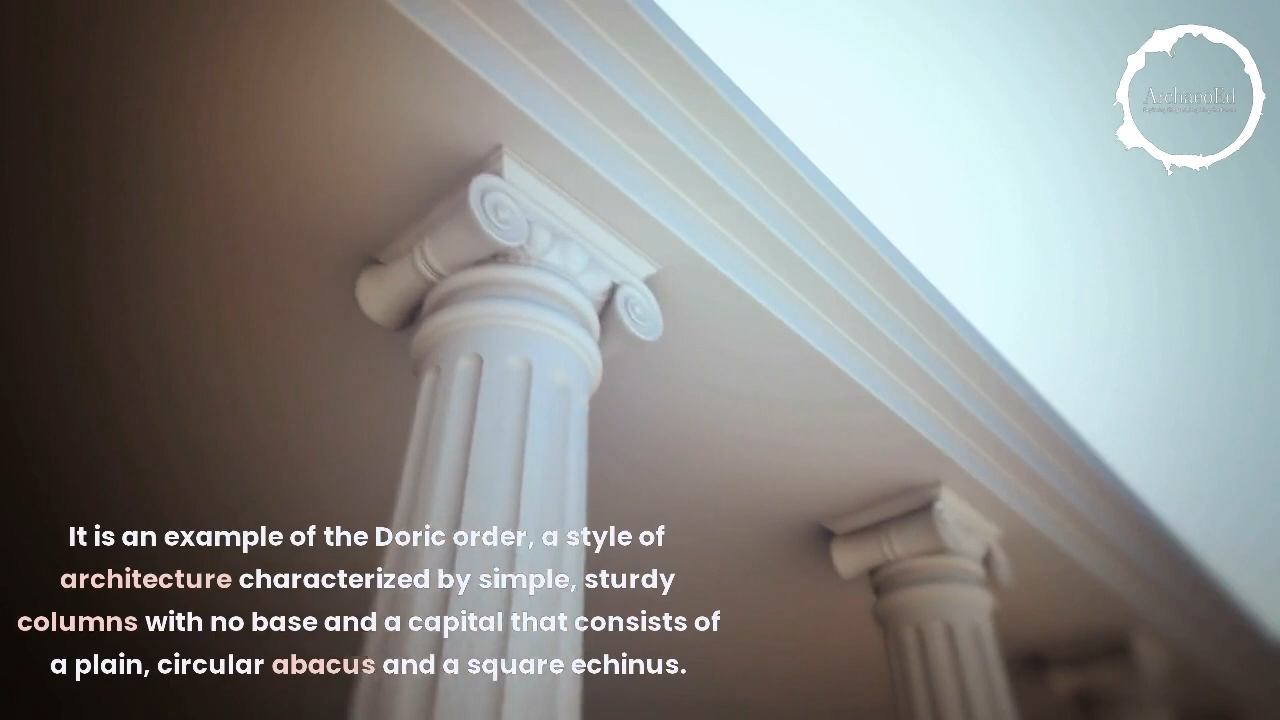 ArchaeoEd
It is an example of the Doric order, a style of
architecture characterized by simple, sturdy
columns with no base and a capital that consists of
a plain, circular abacus and a square echinus.